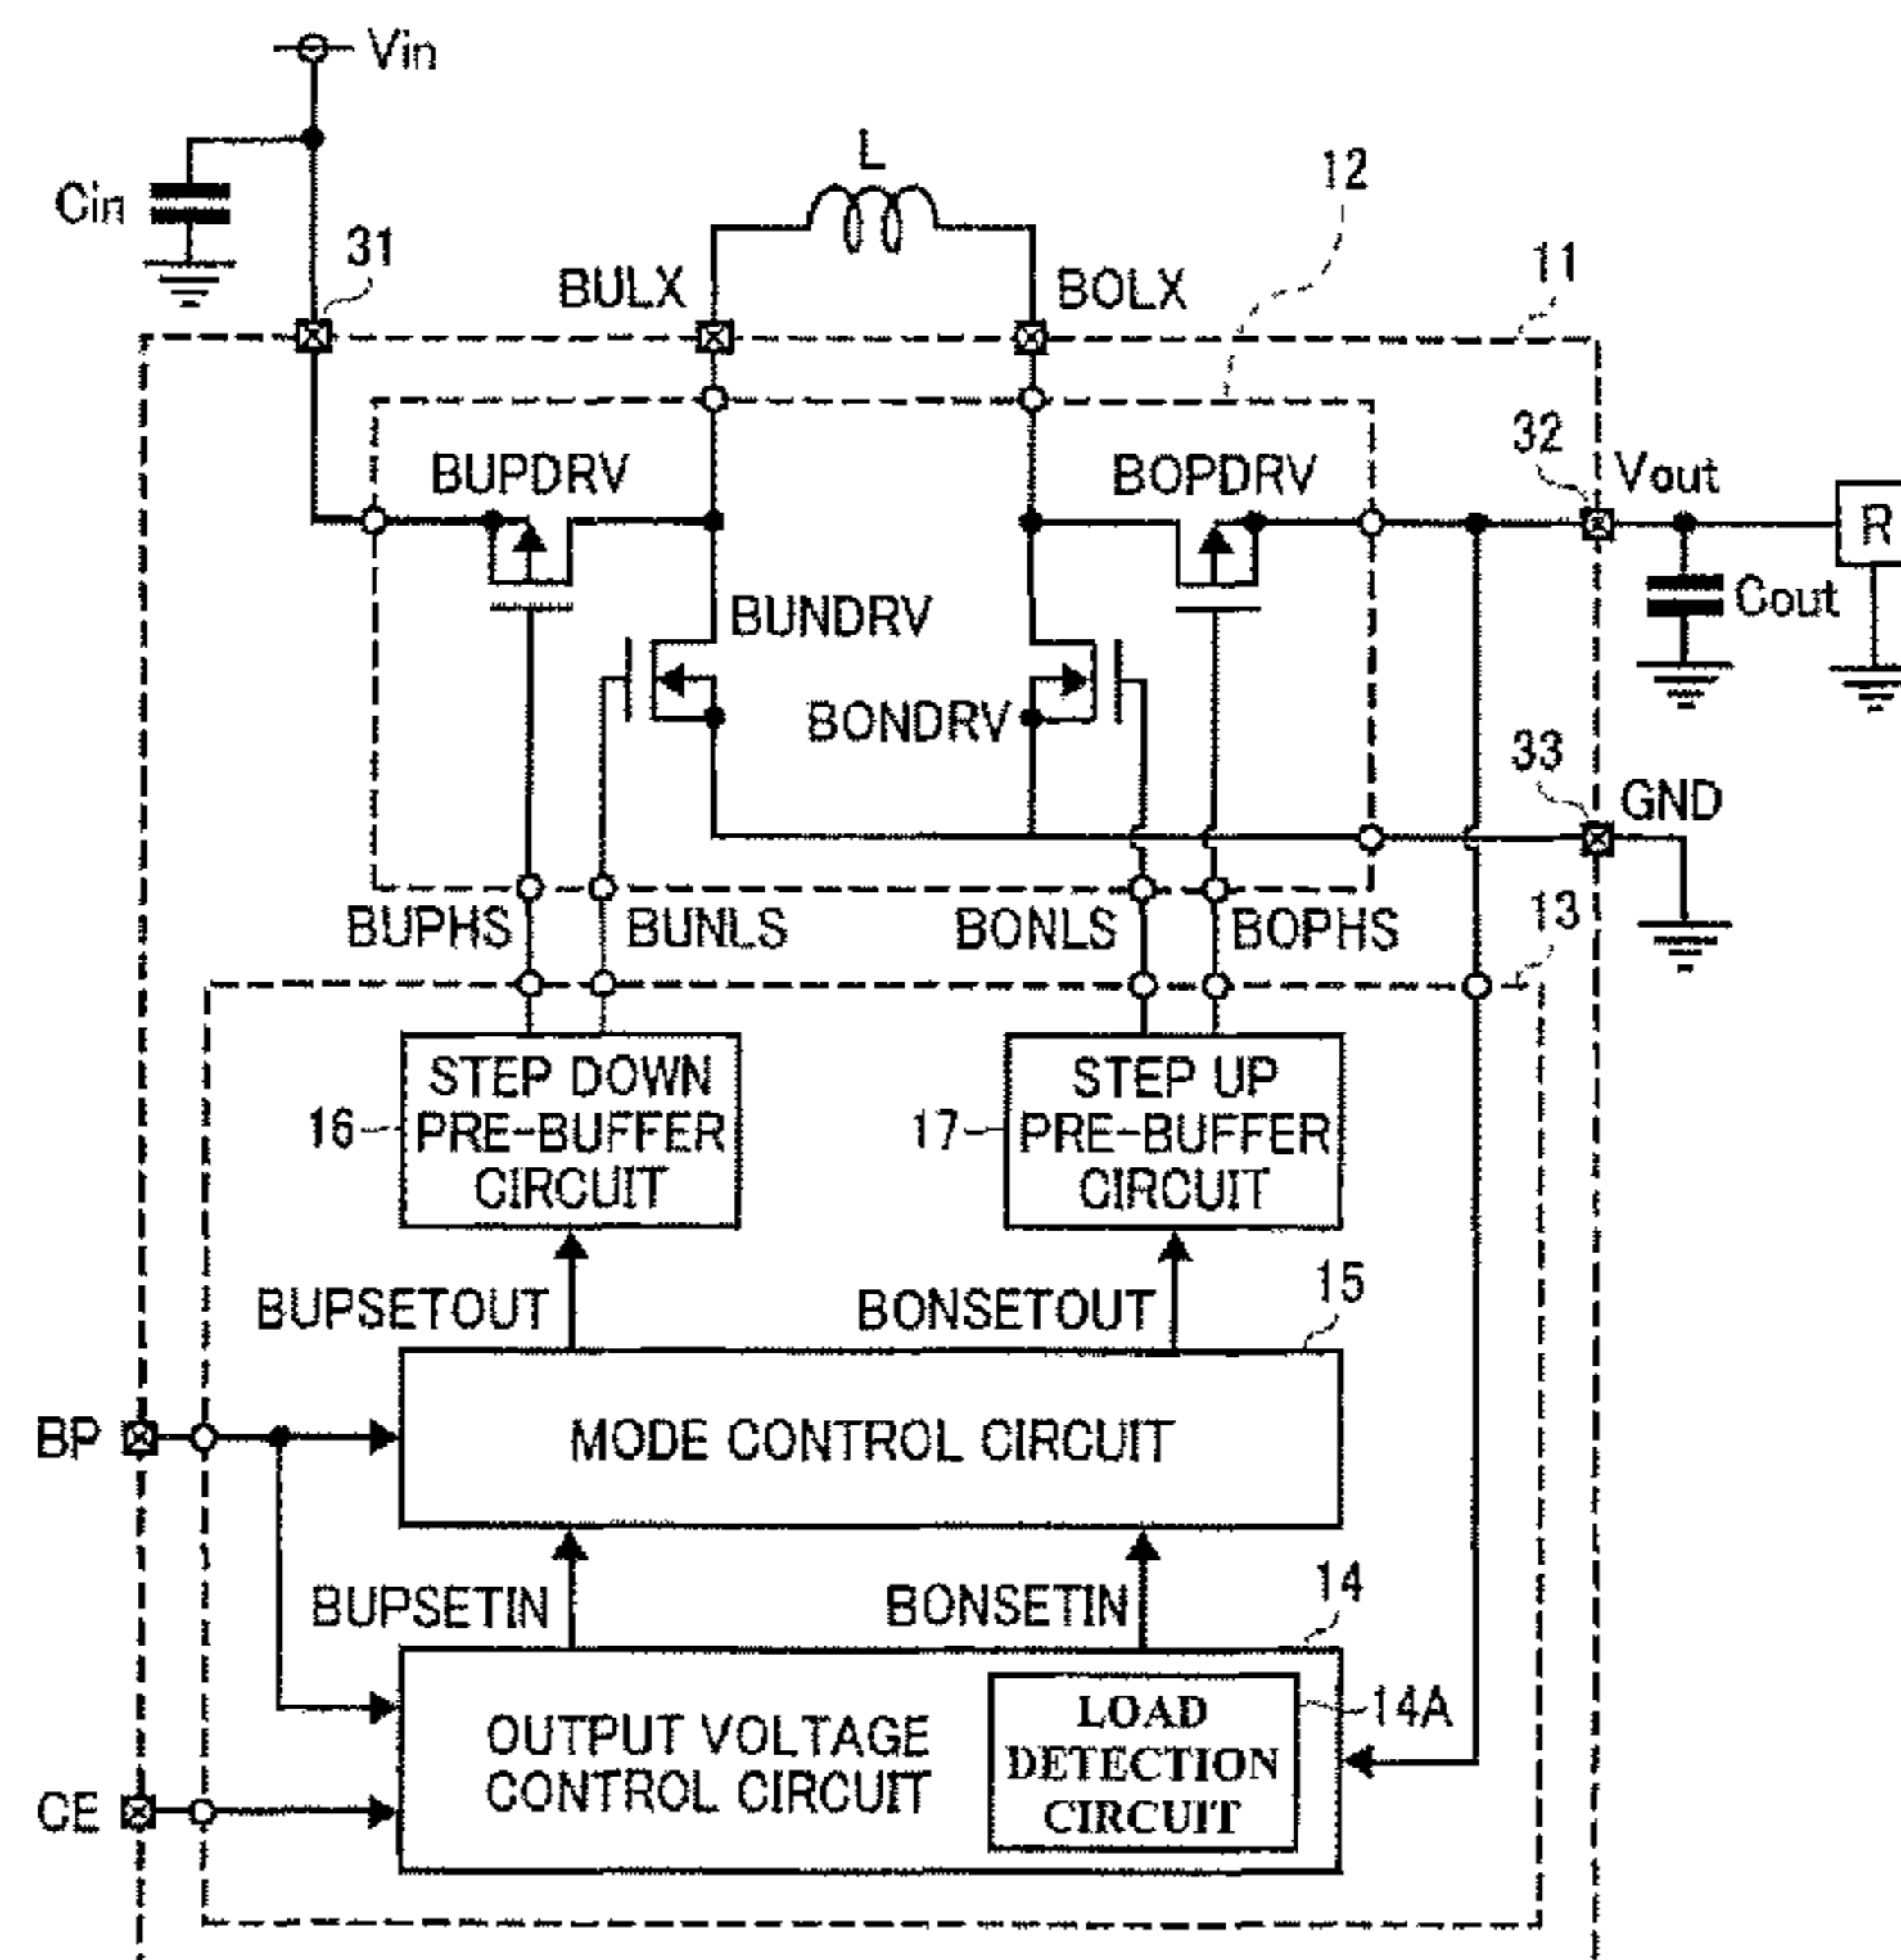 Vin
L
12
Cin
31
11
BULX
BOLX
32
BUPDRV
BOPDRV
Vout
R
BUNDRV
Cout
BONDRV
33
GND
13
BUPHS
BUNLS
BONLS
BOPHS
STEP DOWN
PRE-BUFFER
CIRCUIT
16
STEP UP
PRE-BUFFER
CIRCUIT
17
15
BUPSETOUT
BONSETOUT
BP
MODE CONTROL CIRCUIT
14
BUPSETIN
BONSETIN
14A
OUTPUT VOLTAGE
CONTROL CIRCUIT
LOAD
DETECTION
CIRCUIT
CE